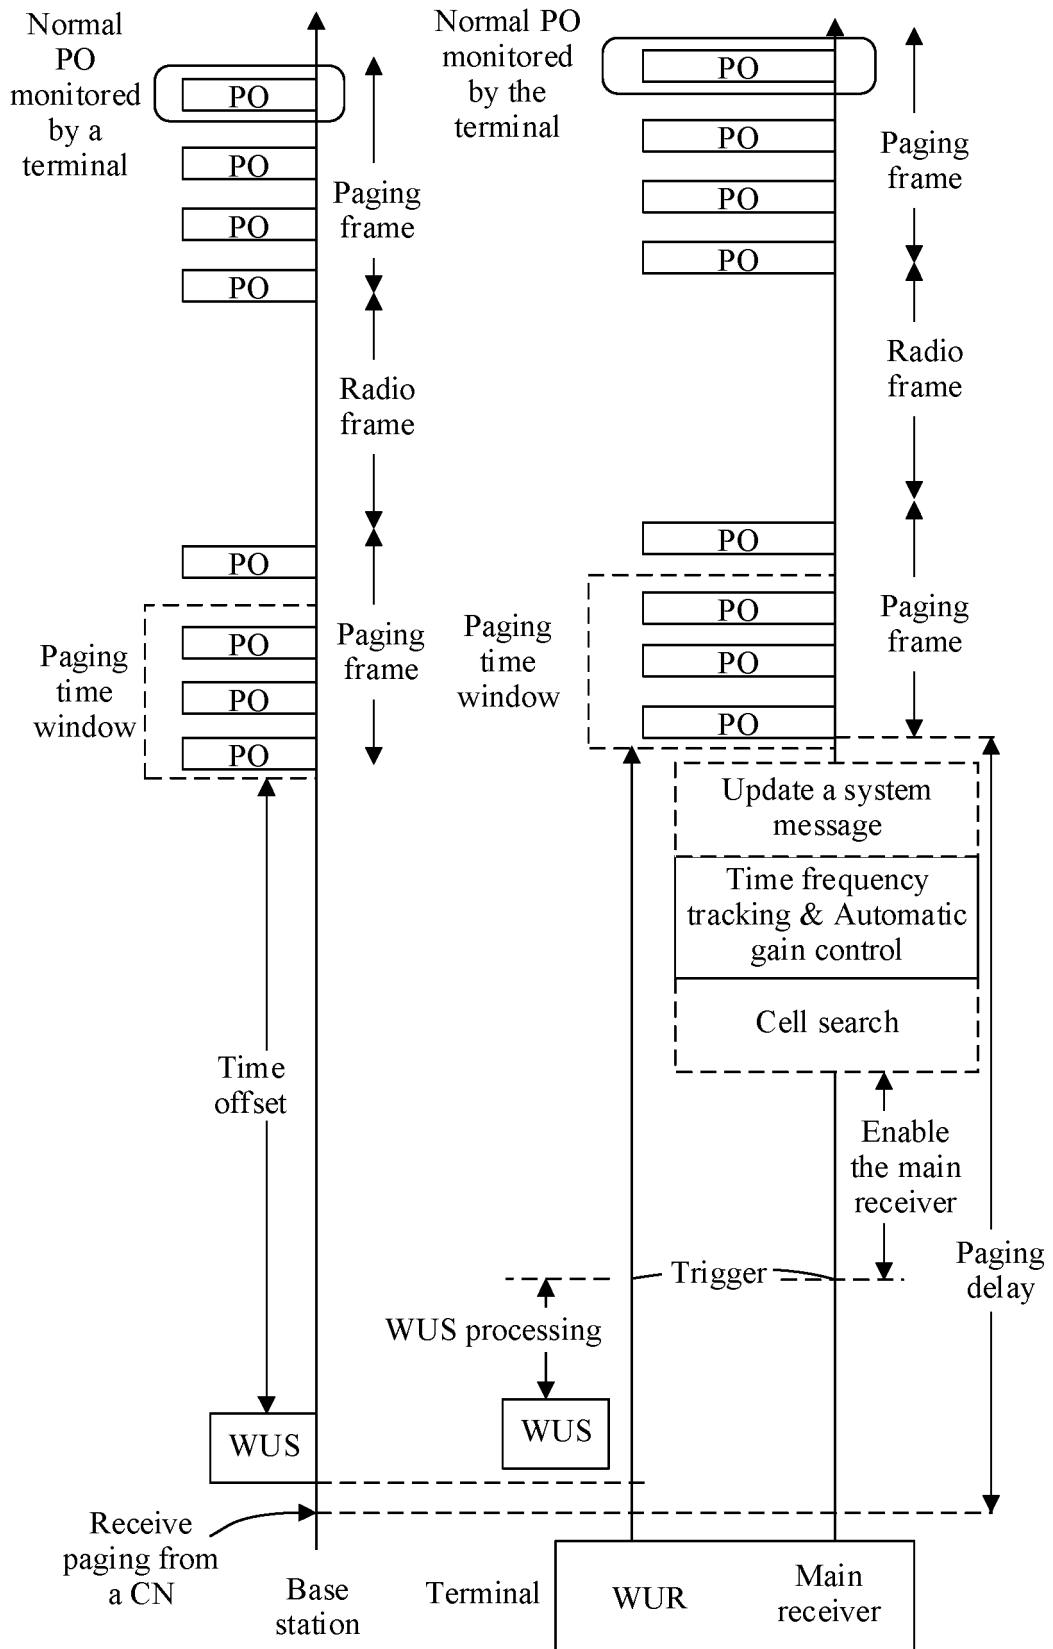 Normal
PO
monitored
by a
terminal
PO
PO
PO
PO
Paging
frame
Radio
frame
PO
Paging
time
window
PO
PO
PO
Paging
frame
Time
offset
WUS
Receive
paging from
a CN
Base
station
Normal PO
monitored
by the
terminal
PO
PO
PO
PO
Paging
frame
Radio
frame
PO
Paging
time
window
PO
PO
PO
Paging
frame
Update a system
message
Time frequency
tracking & Automatic
gain control
Cell search
Enable
the main
receiver
Paging
delay
Trigger
WUS processing
WUS
Terminal
WUR
Main
receiver